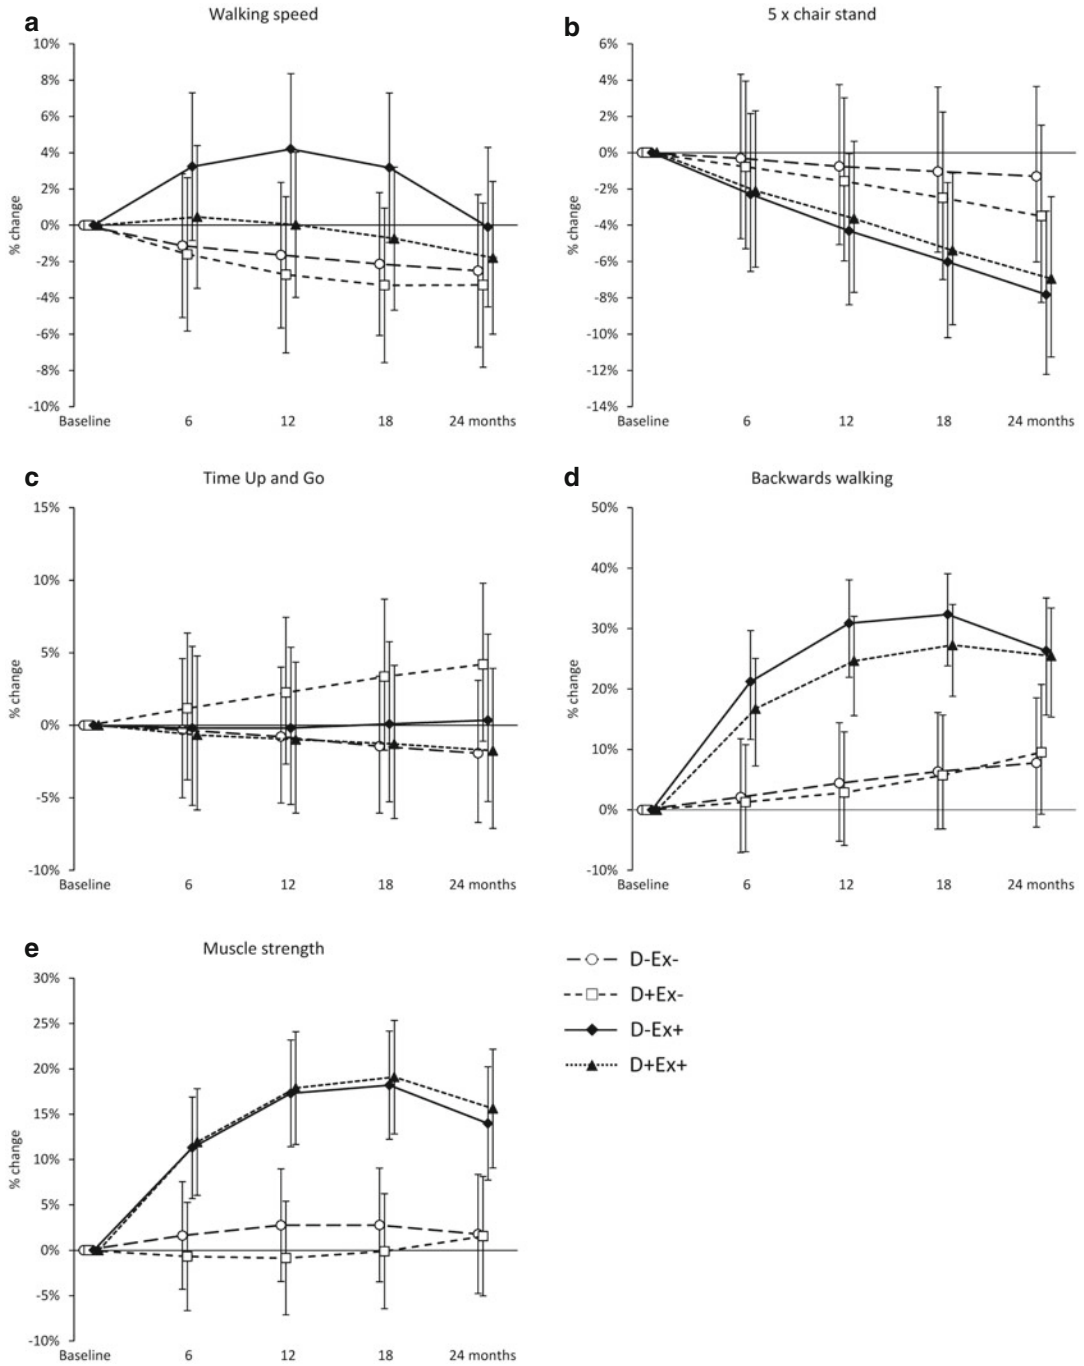 a
Walking speed
10%
8%
6%
4%
2%
0%
-2%
-4%
-6%
-8%
-10%
% change
Baseline 6 12 18 24 months
b
5 x chair stand
6%
4%
2%
0%
-2%
-4%
-6%
-8%
-10%
-12%
-14%
% change
Baseline 6 12 18 24 months
c
Time Up and Go
15%
10%
5%
0%
-5%
-10%
% change
Baseline 6 12 18 24 months
d
Backwards walking
50%
40%
30%
20%
10%
0%
-10%
% change
Baseline 6 12 18 24 months
e
Muscle strength
30%
25%
20%
15%
10%
5%
0%
-5%
-10%
% change
Baseline 6 12 18 24 months
D-Ex-
D+Ex-
D-Ex+
D+Ex+